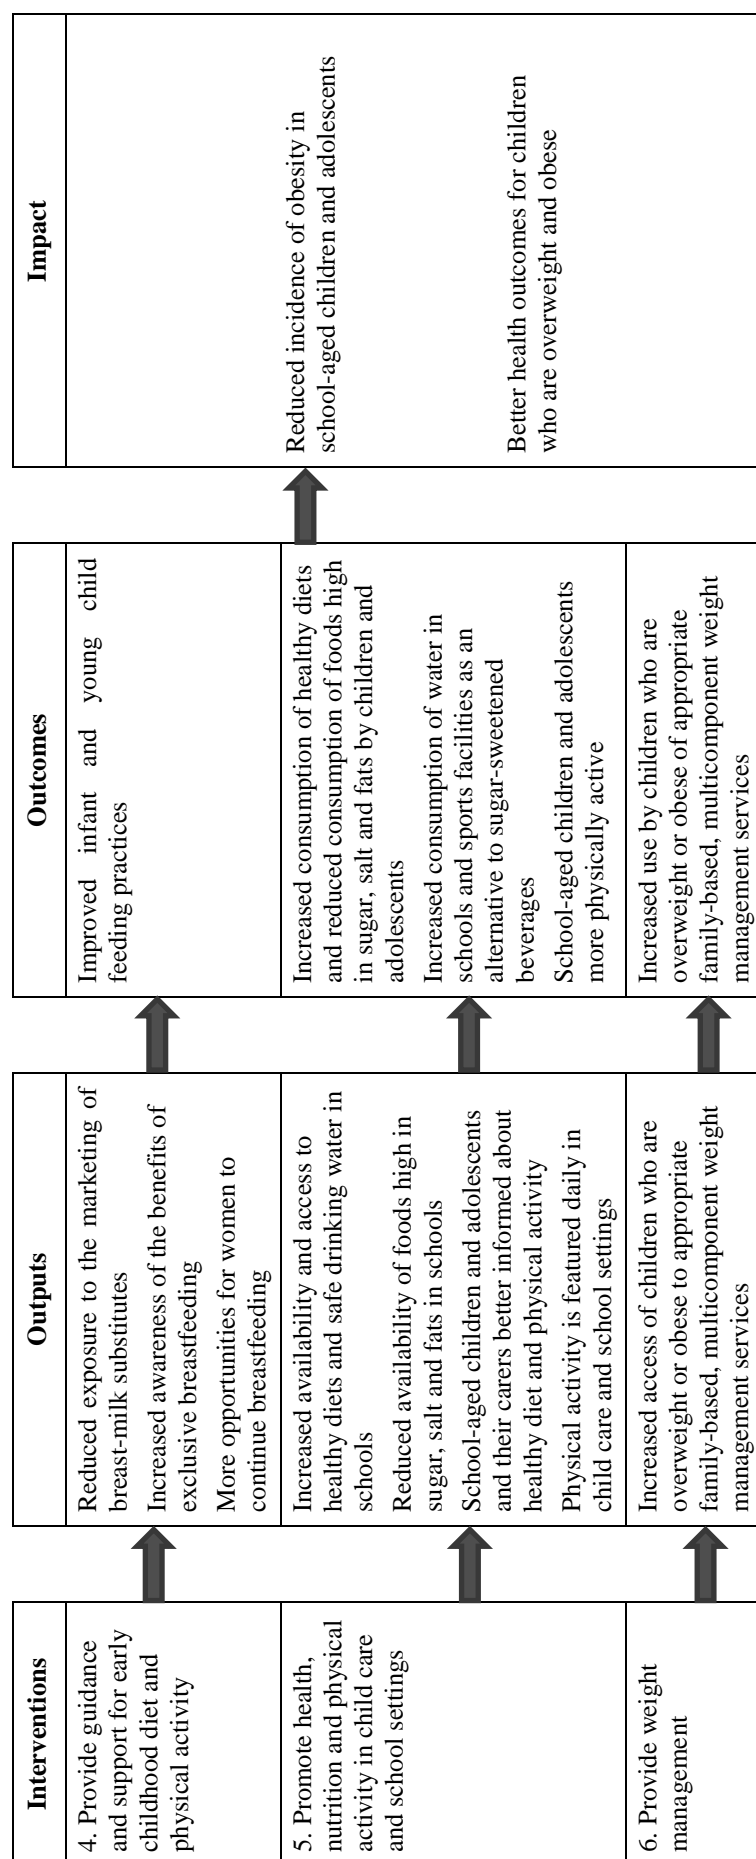 Interventions
Outputs
Outcomes
Impact
4. Provide guidance
and support for early
childhood diet and
physical activity
Reduced exposure to the marketing of
breast-milk substitutes
Increased awareness of the benefits of
exclusive breastfeeding
More opportunities for women to
continue breastfeeding
Improved infant and young child
feeding practices
5. Promote health,
nutrition and physical
activity in child care
and school settings
Increased availability and access to
healthy diets and safe drinking water in
schools
Reduced availability of foods high in
sugar, salt and fats in schools
School-aged children and adolescents
and their carers better informed about
healthy diet and physical activity
Physical activity is featured daily in
child care and school settings
Increased consumption of healthy diets
and reduced consumption of foods high
in sugar, salt and fats by children and
adolescents
Increased consumption of water in
schools and sports facilities as an
alternative to sugar-sweetened
beverages
School-aged children and adolescents
more physically active
6. Provide weight
management
Increased access of children who are
overweight or obese to appropriate
family-based, multicomponent weight
management services
Increased use by children who are
overweight or obese of appropriate
family-based, multicomponent weight
management services
Reduced incidence of obesity in
school-aged children and adolescents
Better health outcomes for children
who are overweight and obese